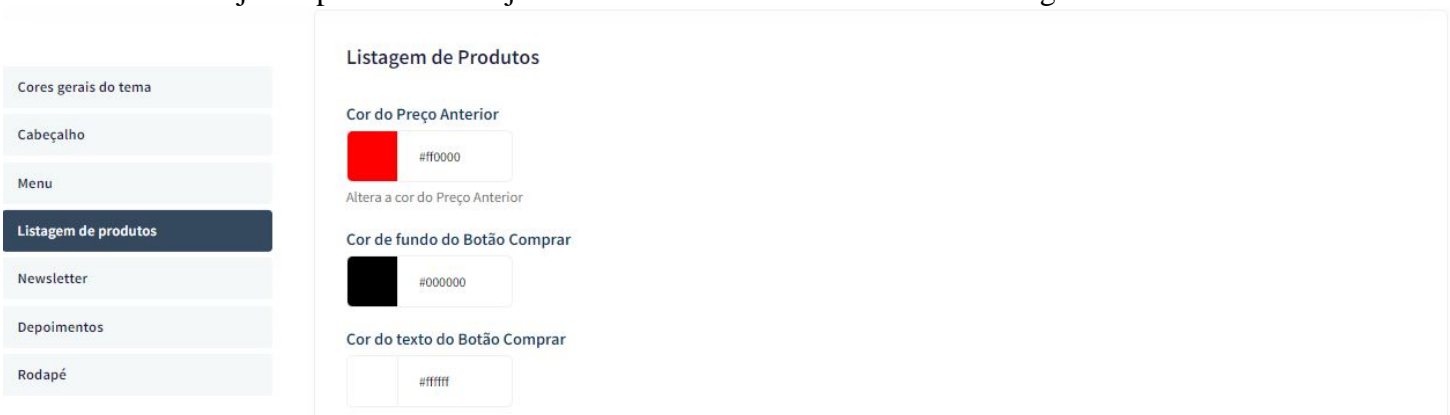 Cores gerais do tema
Cabeçalho
Menu
Listagem de produtos
Newsletter
Depoimentos
Rodapé
Listagem de Produtos
Cor do Preço Anterior
#ff0000
Altera a cor do Preço Anterior
Cor de fundo do Botão Comprar
#000000
Cor do texto do Botão Comprar
#ffffff